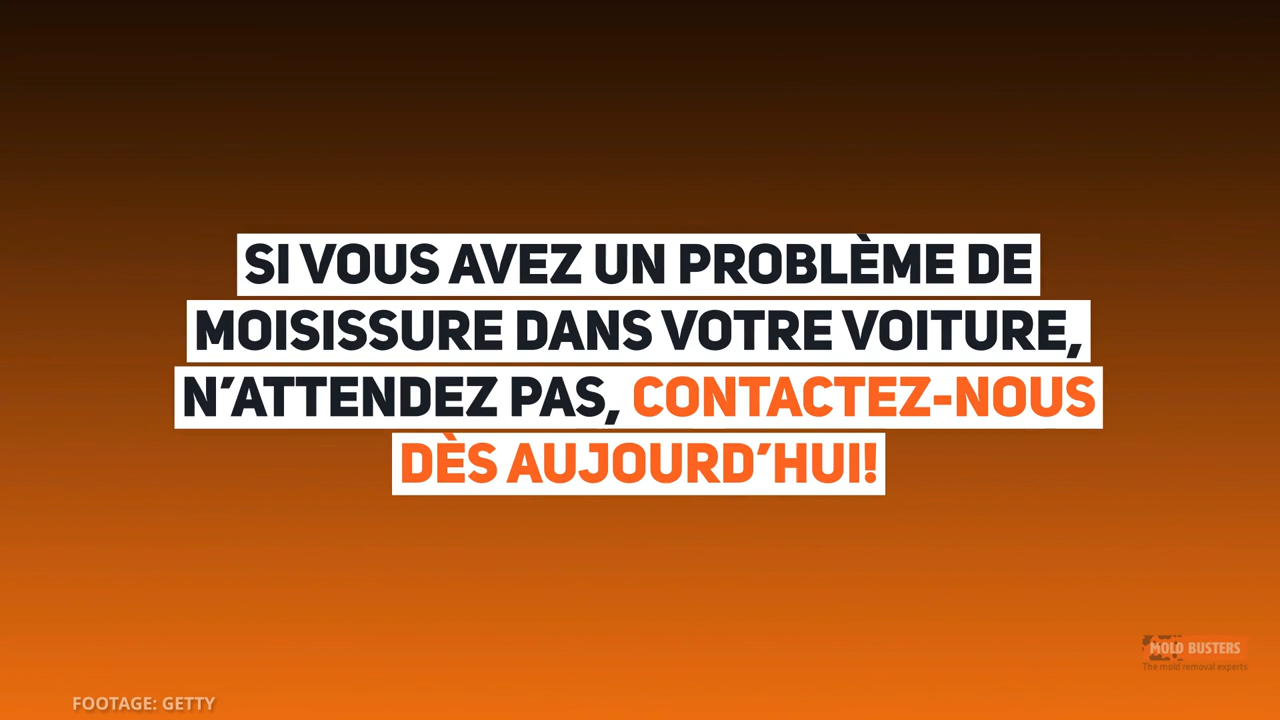 SI VOUS AVEZ UN PROBLÈME DE
MOISISSURE DANS VOTRE VOITURE,
N'ATTENDEZ PAS, CONTACTEZ-NOUS
DÈS AUJOURD'HUI!
MOLD BUSTERS
The mold removal experts
FOOTAGE: GETTY